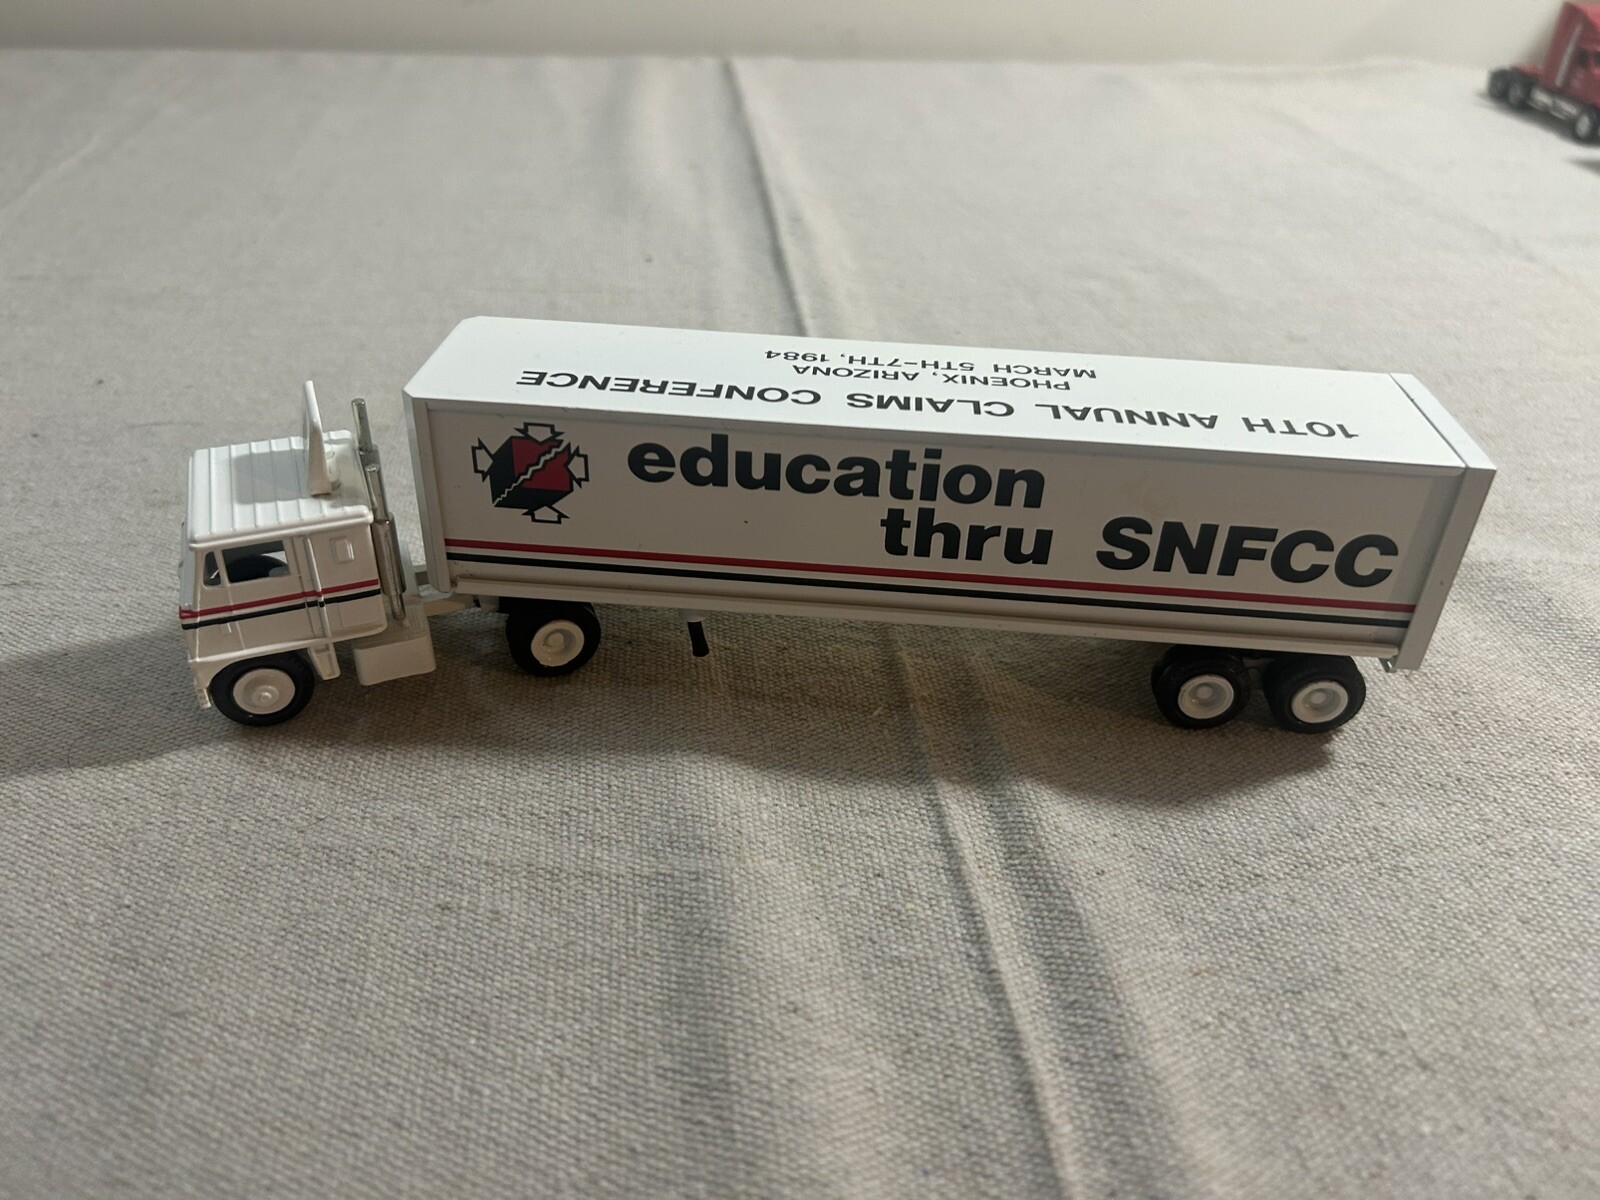 10TH ANNUAL CLAIMS CONFERENCE
PHOENIX, ARIZONA
MARCH 5TH-7TH, 1984
education
thru SNFCC